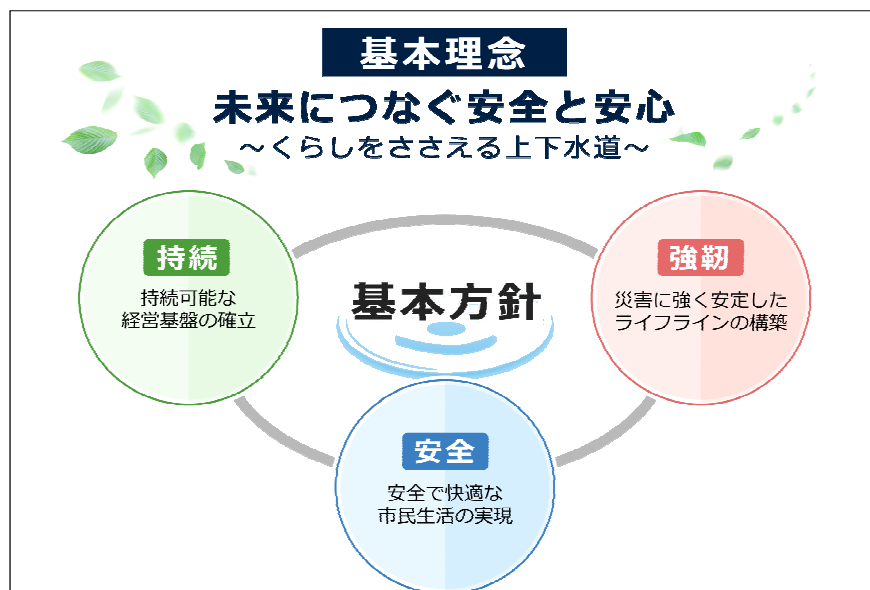 基本理念
未来につなぐ安全と安心
～くらしをささえる上下水道～
持続
持続可能な
経営基盤の確立
基本方針
強靭
災害に強く安定した
ライフラインの構築
安全
安全で快適な
市民生活の実現